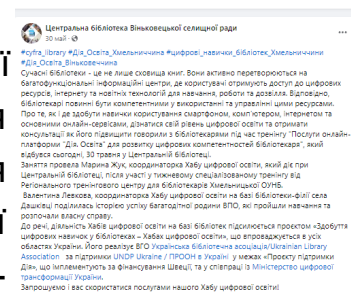 Центральна бібліотека Віньковецької селищної ради
30 май
#cyfra_library #Дія_Освіта_Хмельниччина #цифрові_навички_бібліотек_Хмельниччини
#Дія_Освіта_Віньковеччина
Сучасні бібліотеки – це не лише сховища книг. Вони активно перетворюються на
багатофункціональні інформаційні центри, де користувачі отримують доступ до цифрових
ресурсів, інтернету та новітніх технологій для навчання, роботи та дозвілля. Відповідно,
бібліотекарі повинні бути компетентними у використанні та управлінні цими ресурсами.
Про те, як і де здобути навички користування смартфоном, комп'ютером, інтернетом та
основними онлайн-сервісами, дізнатися свій рівень цифрової освіти та отримати
консультації як його підвищити говорили з бібліотекарями під час тренінгу "Послуги онлайн-
платформи "Дія. Освіта" для розвитку цифрових компетентностей бібліотекаря", який
відбувся сьогодні, 30 травня у Центральній бібліотеці.
Заняття провела Марина Жук, координаторка Хабу цифрової освіти, який діє при
Центральній бібліотеці, після участі у тижневому спеціалізованому тренінгу від
Регіонального тренінгового центру для бібліотекарів Хмельницької ОУНБ.
Валентина Левкова, координаторка Хабу цифрової освіти на базі бібліотеки-філії села
Дашківці поділилась історією успіху багатодітної родини ВПО, які пройшли навчання та
розпочали власну справу.
До речі, діяльність Хабів цифрової освіти на базі бібліотек підсилюється проєктом «Здобуття
цифрових навичок у бібліотеках – Хабах цифрової освіти», що впроваджується в усіх
областях України. Його реалізує ВГО Українська бібліотечна асоціація/Ukrainian Library
Association за підтримки UNDP Ukraine / ПРООН в Україні у межах «Проєкту підтримки
Дія», що імплементують за фінансування Швеції, та у співпраці із Міністерство цифрової
трансформації України.
Запрошуємо і вас скористатися послугами нашого Хабу цифрової освіти!